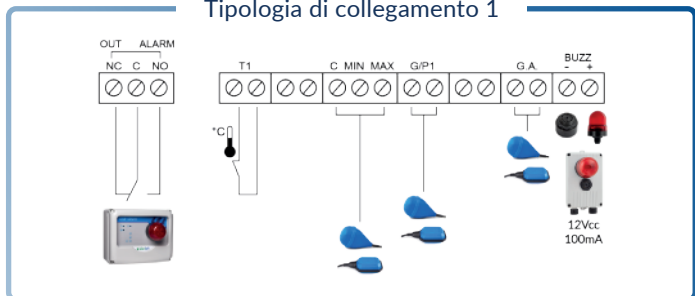 Tipologia di collegamento 1
OUT ALARM
NC C NO
T1
C MIN MAX
G/P1
G.A.
BUZZ
- +
°C
12Vcc
100mA